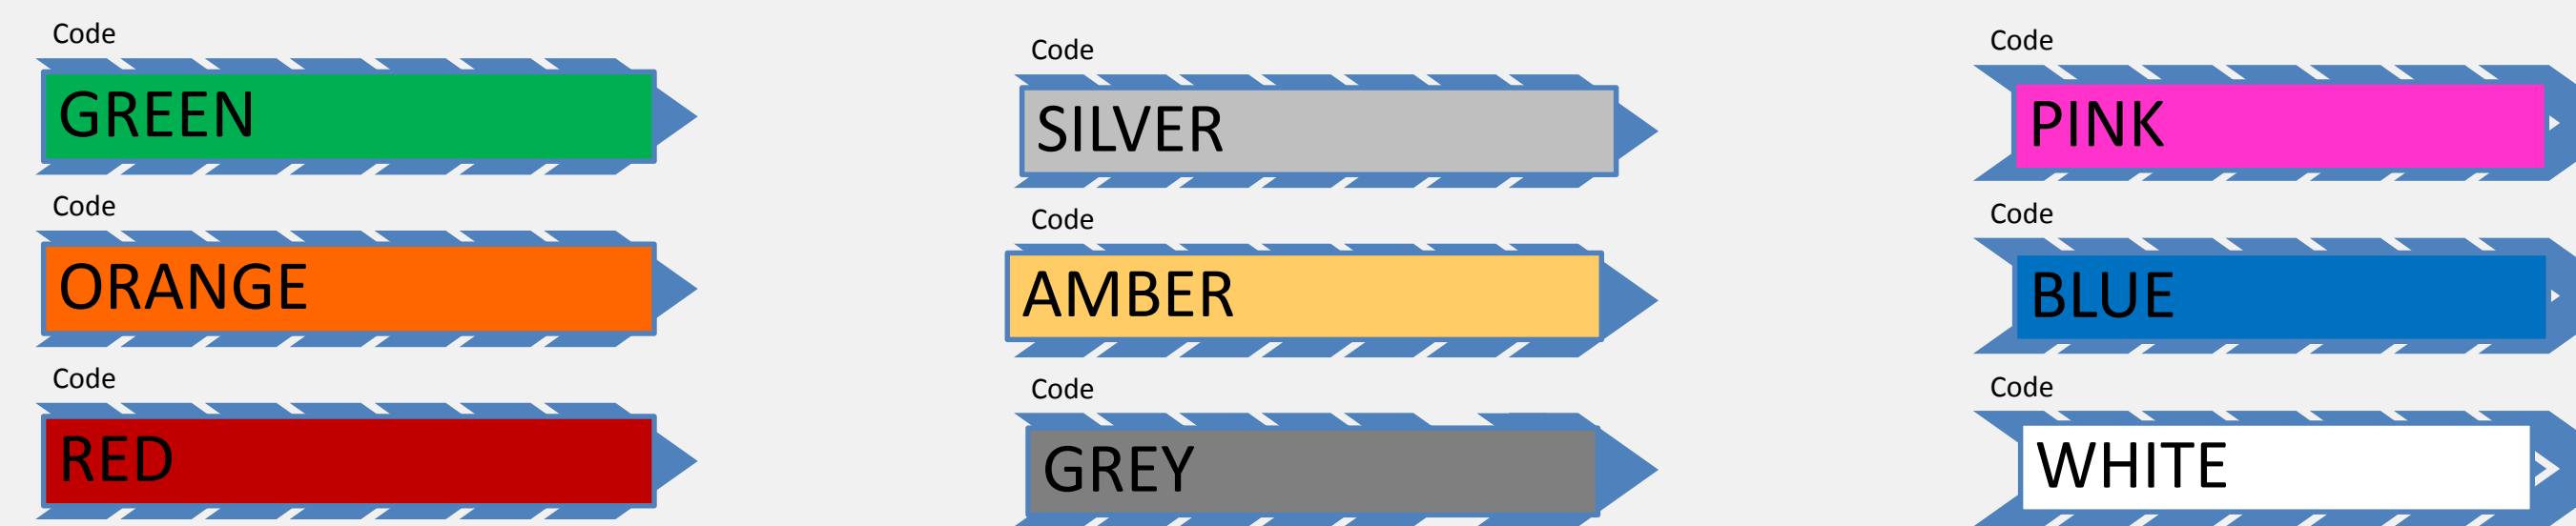 Code
GREEN
Code
ORANGE
Code
RED
Code
SILVER
Code
AMBER
Code
GREY
Code
PINK
Code
BLUE
Code
WHITE